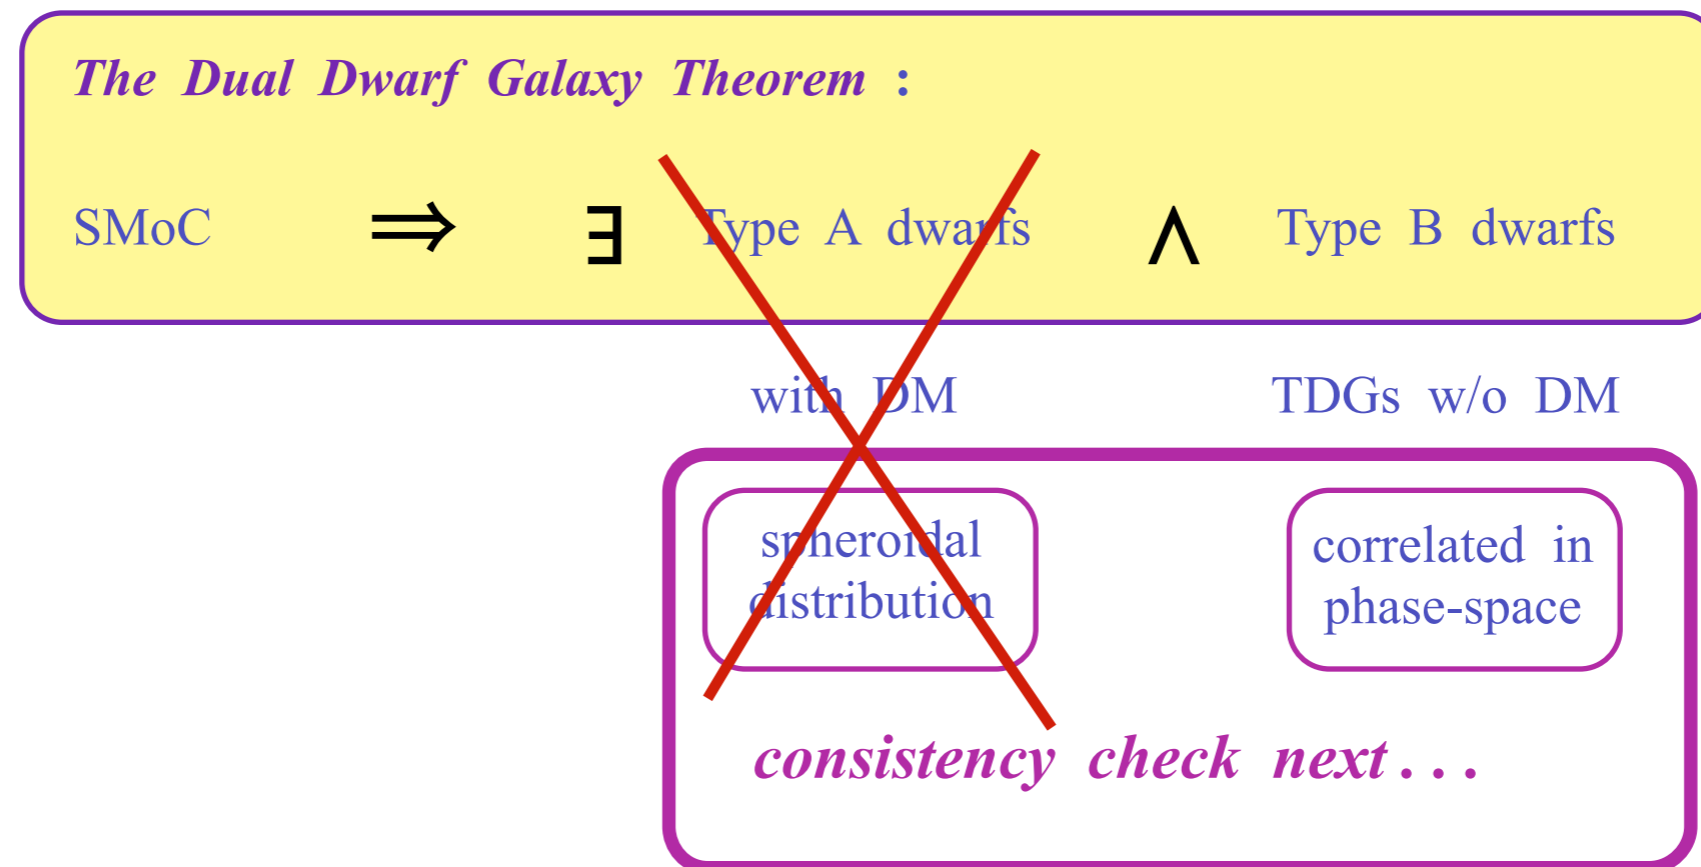 The Dual Dwarf Galaxy Theorem :
SMoC ⇒ ∃ Type A dwarfs ∧ Type B dwarfs
with DM TDGs w/o DM
spheroidal
distribution
correlated in
phase-space
consistency check next . . .